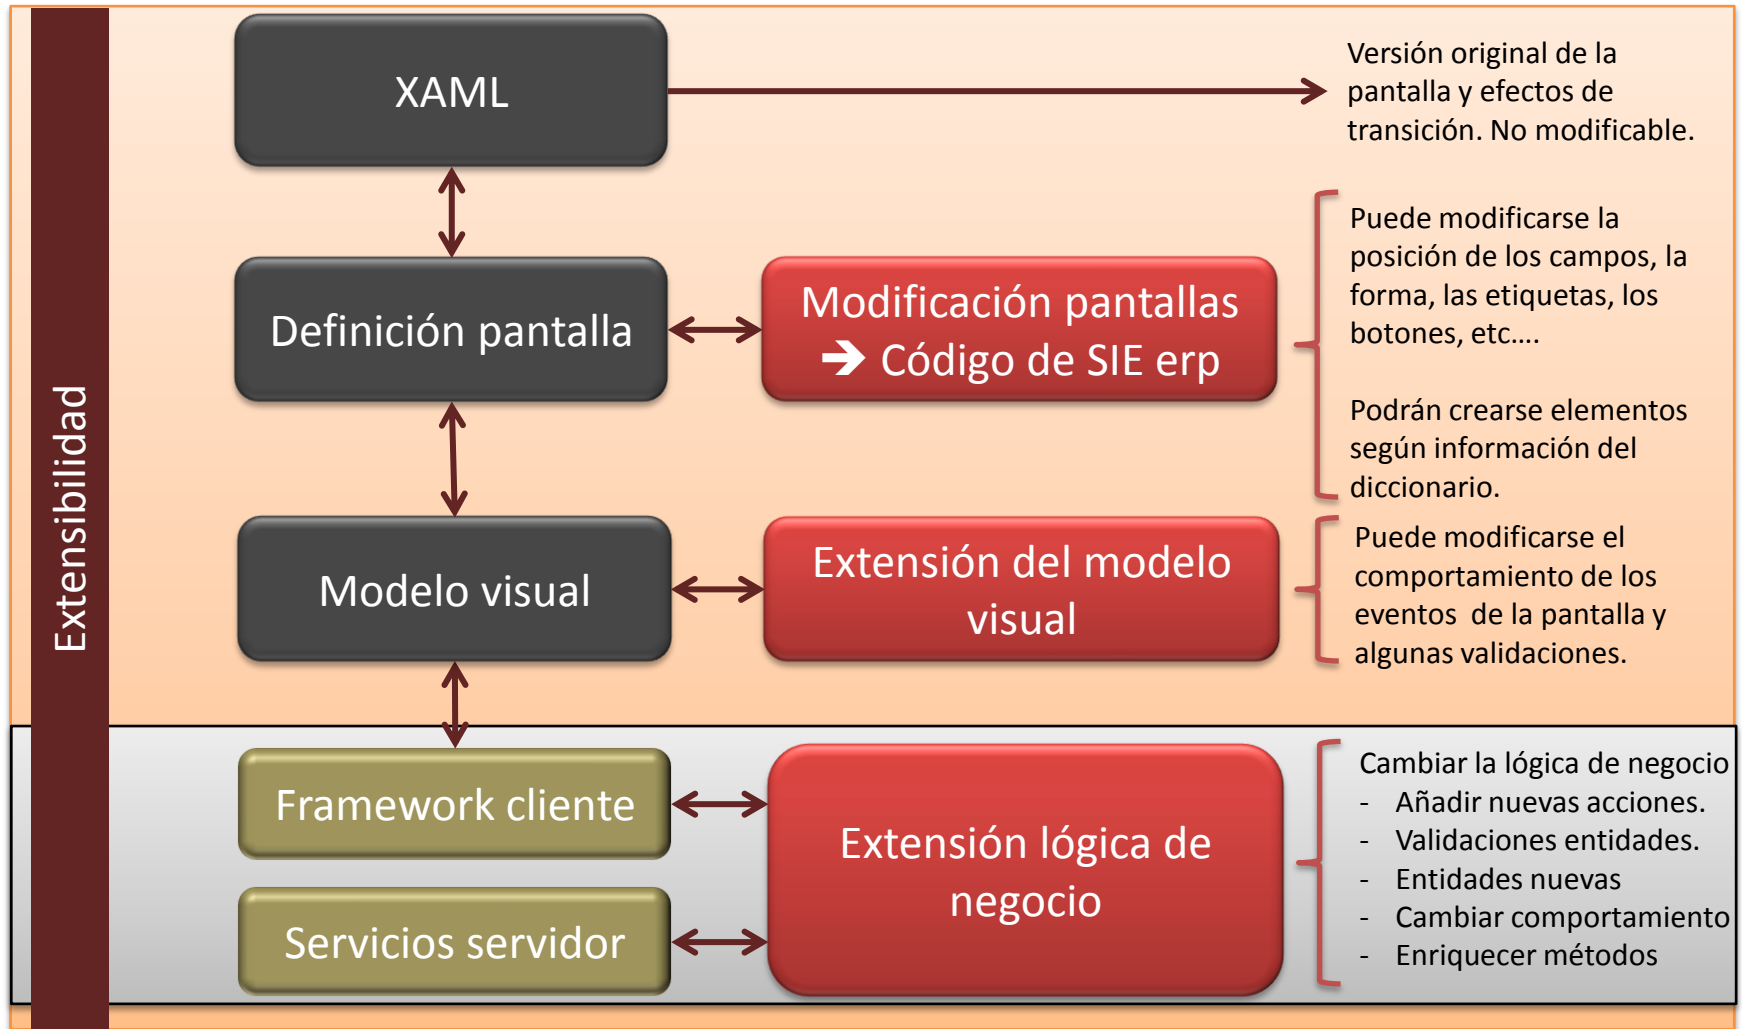 Extensibilidad
XAML
Versión original de la
pantalla y efectos de
transición. No modificable.
Definición pantalla
Modificación pantallas
➔ Código de SIE erp
Puede modificarse la
posición de los campos, la
forma, las etiquetas, los
botones, etc….
Podrán crearse elementos
según información del
diccionario.
Modelo visual
Extensión del modelo
visual
Puede modificarse el
comportamiento de los
eventos  de la pantalla y
algunas validaciones.
Framework cliente
Servicios servidor
Extensión lógica de
negocio
Cambiar la lógica de negocio
- Añadir nuevas acciones.
- Validaciones entidades.
- Entidades nuevas
- Cambiar comportamiento
- Enriquecer métodos